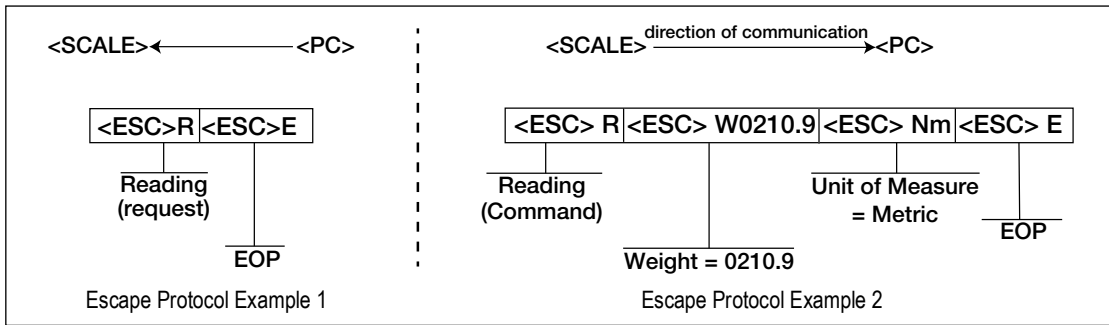 <SCALE> <PC>
<ESC>R <ESC>E
Reading
(request)
EOP
Escape Protocol Example 1
direction of communication
<SCALE> <PC>
<ESC> R <ESC> W0210.9 <ESC> Nm <ESC> E
Reading
(Command)
Unit of Measure
= Metric
EOP
Weight = 0210.9
Escape Protocol Example 2